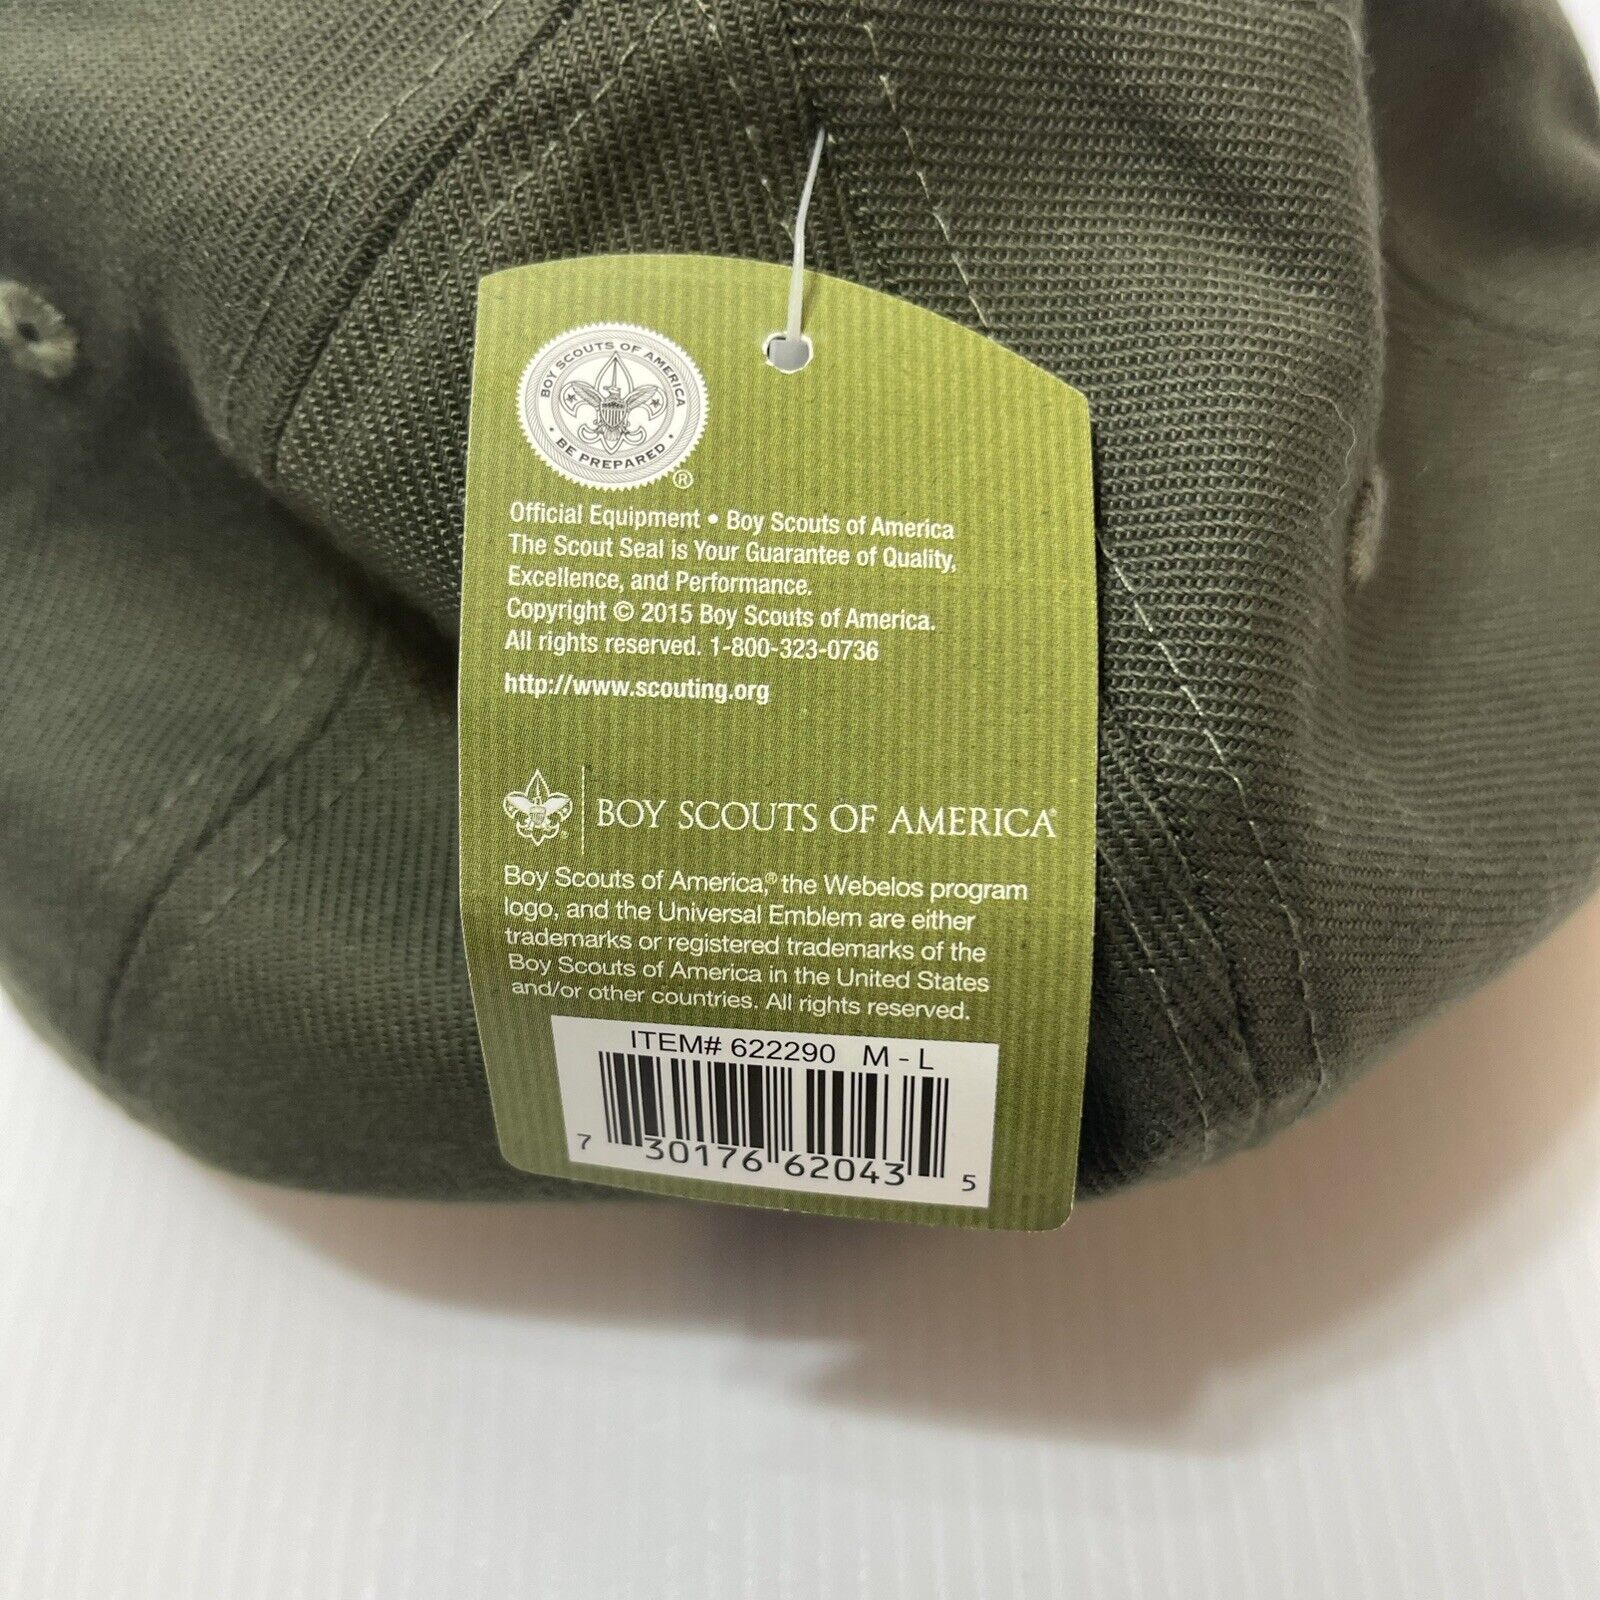 BOY SCOUTS OF AMERICA
• BE PREPARED •
®
Official Equipment • Boy Scouts of America
The Scout Seal is Your Guarantee of Quality,
Excellence, and Performance.
Copyright © 2015 Boy Scouts of America.
All rights reserved. 1-800-323-0736
http://www.scouting.org
BOY SCOUTS OF AMERICA®
Boy Scouts of America,® the Webelos program
logo, and the Universal Emblem are either
trademarks or registered trademarks of the
Boy Scouts of America in the United States
and/or other countries. All rights reserved.
ITEM# 622290 M - L
7 30176 62043 5